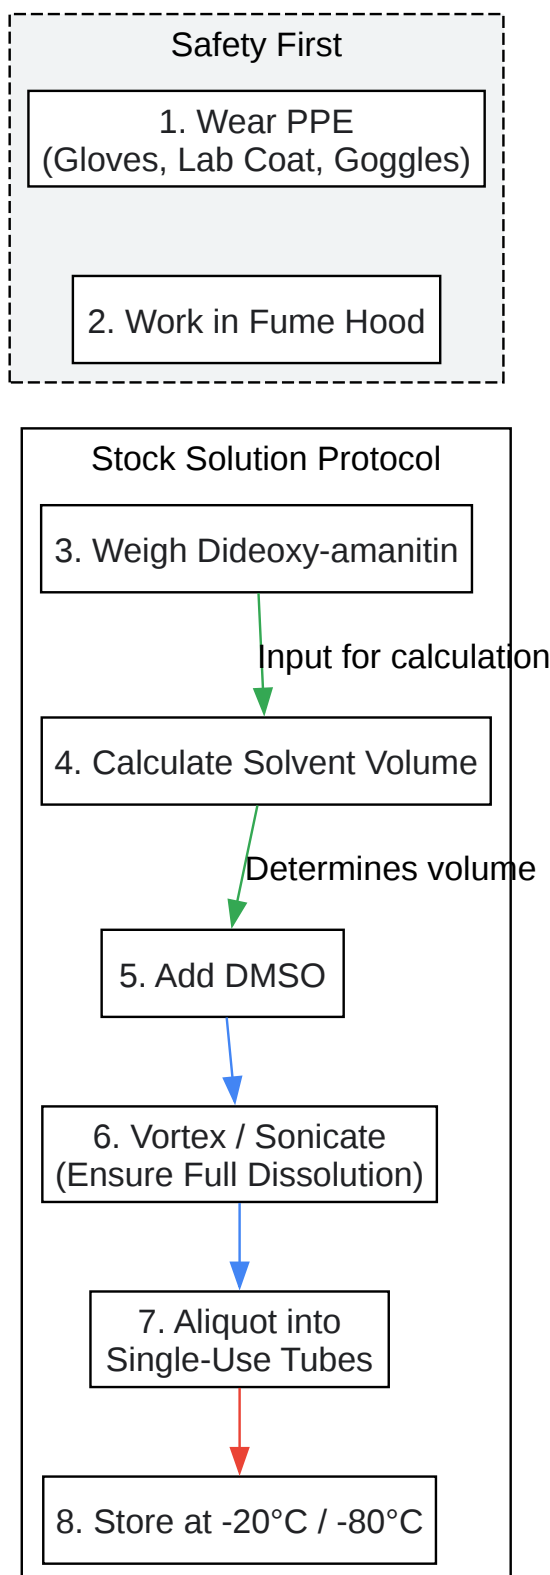 Safety First
1. Wear PPE
(Gloves, Lab Coat, Goggles)
2. Work in Fume Hood
Stock Solution Protocol
3. Weigh Dideoxy-amanitin
Input for calculation
4. Calculate Solvent Volume
Determines volume
5. Add DMSO
6. Vortex / Sonicate
(Ensure Full Dissolution)
7. Aliquot into
Single-Use Tubes
8. Store at -20°C / -80°C